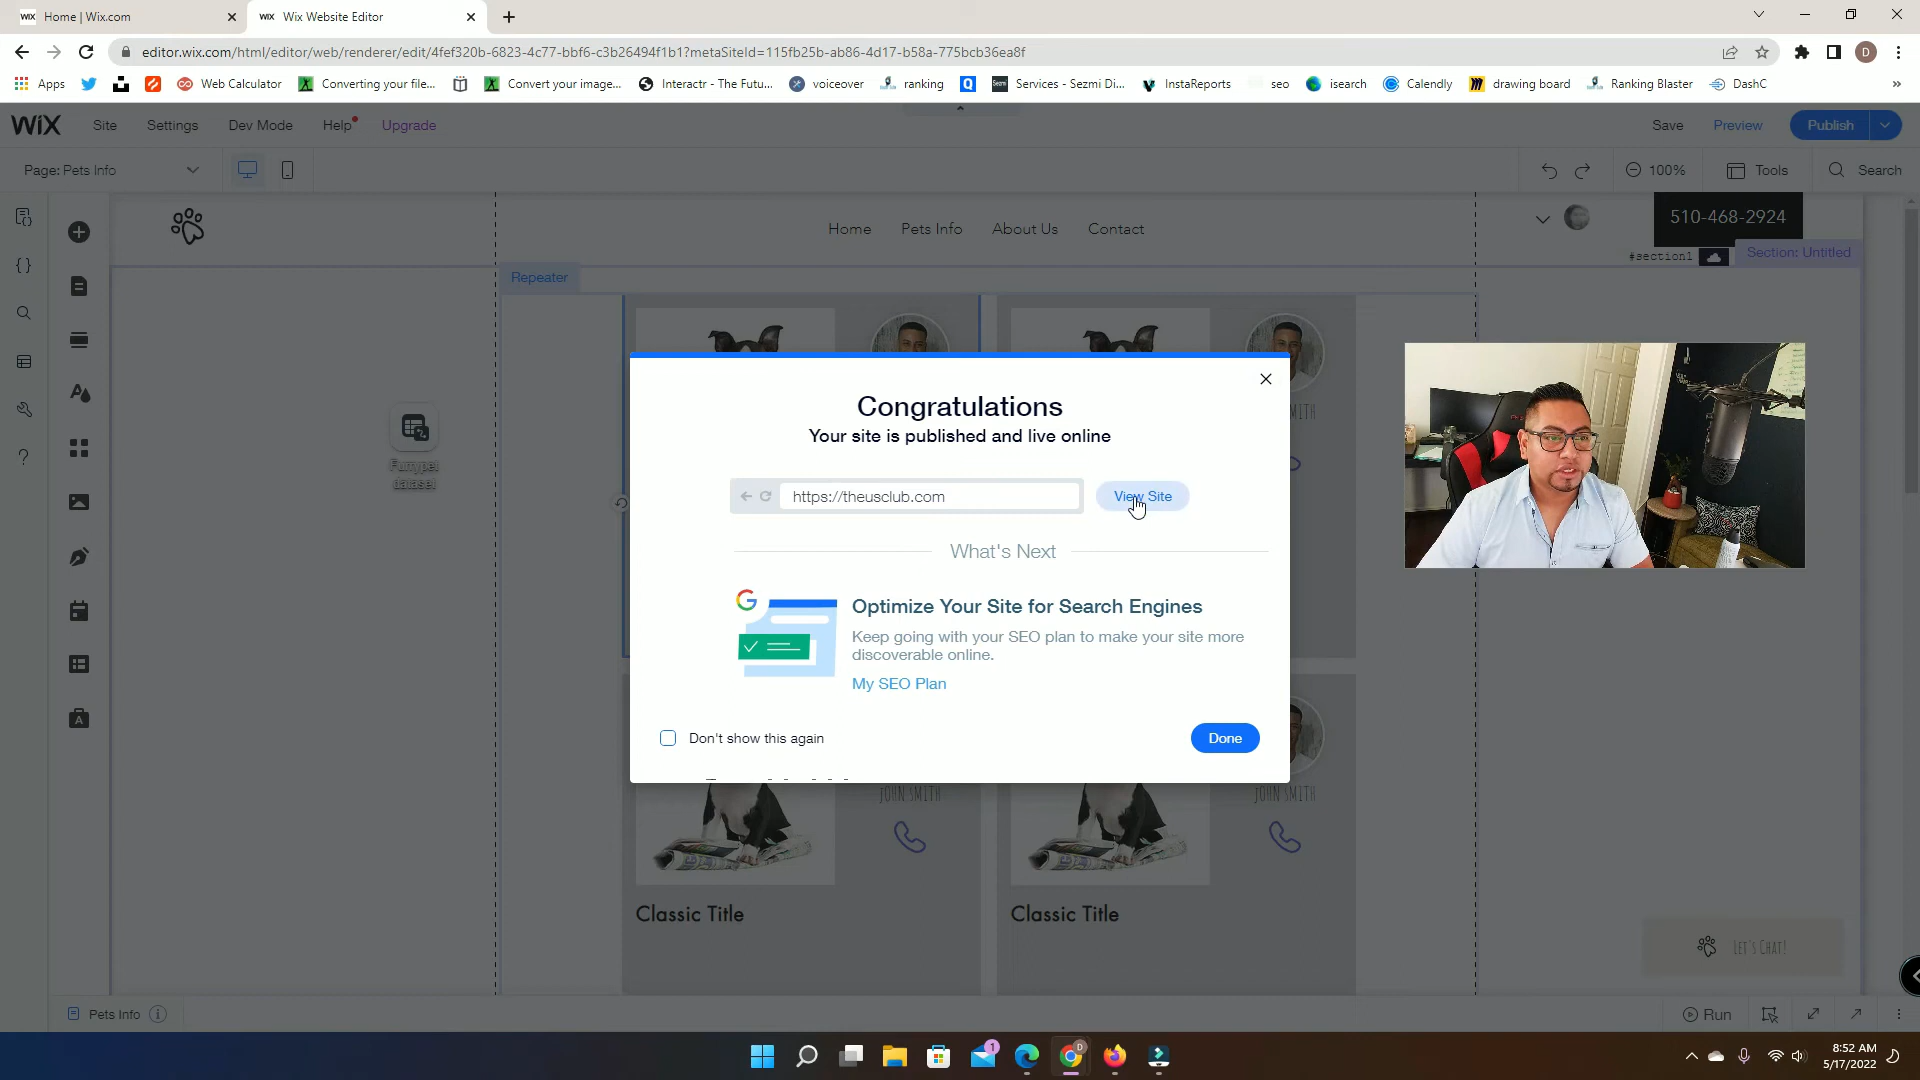 Home | Wix.com
WIX Wix Website Editor
editor.wix.com/html/editor/web/renderer/edit/4fef320b-6823-4c77-bbf6-c3b26494f1b1?metaSiteId=115fb25b-ab86-4d17-b58a-775bcb36ea8f
D
Apps Web Calculator Converting your file... Convert your image... Interactr - The Futu... voiceover ranking Services - Sezmi Di... InstaReports seo isearch Calendly drawing board Ranking Blaster DashC »
WIX Site Settings Dev Mode Help Upgrade Save Preview Publish
Page: Pets Info 100% Tools Search
Home Pets Info About Us Contact 510-468-2924
#section1 Section: Untitled
Repeater
Congratulations
Your site is published and live online
https://theusclub.com View Site
Furrypet
dataset
What's Next
Optimize Your Site for Search Engines
Keep going with your SEO plan to make your site more
discoverable online.
My SEO Plan
Don't show this again Done
JOHN SMITH JOHN SMITH
Classic Title Classic Title
LET'S CHAT!
Pets Info Run
1
D
8:52 AM
5/17/2022